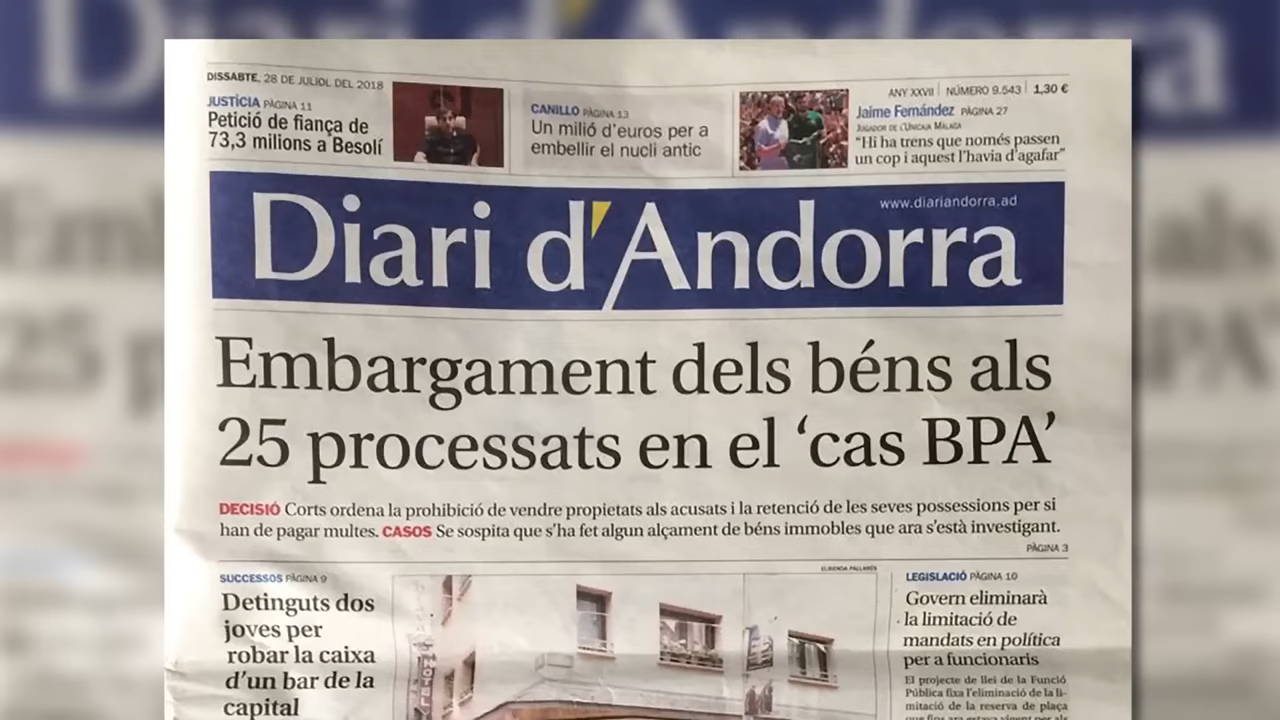 DISSABTE, 28 DE JULIOL DEL 2018
JUSTÍCIA PÀGINA 11
Petició de fiança de
73,3 milions a Besolí
CANILLO PÀGINA 13
Un milió d'euros per a
embellir el nucli antic
ANY XXVII | NÚMERO 9.543 | 1,30 €
Jaime Fernández PÀGINA 27
JUGADOR DE L'UNICAJA MÁLAGA
“Hi ha trens que només passen
un cop i aquest l'havia d'agafar”
www.diariandorra.ad
Diari d'Andorra
Embargament dels béns als
25 processats en el ‘cas BPA’
DECISIÓ Corts ordena la prohibició de vendre propietats als acusats i la retenció de les seves possessions per si
han de pagar multes. CASOS Se sospita que s'ha fet algun alçament de béns immobles que ara s'està investigant.
PÀGINA 3
SUCCESSOS PÀGINA 9
Detinguts dos
joves per
robar la caixa
d'un bar de la
capital
HOTEL
LEGISLACIÓ PÀGINA 10
Govern eliminarà
la limitació de
mandats en política
per a funcionaris
El projecte de llei de la Funció
Pública fixa l'eliminació de la li-
mitació de la reserva de plaça